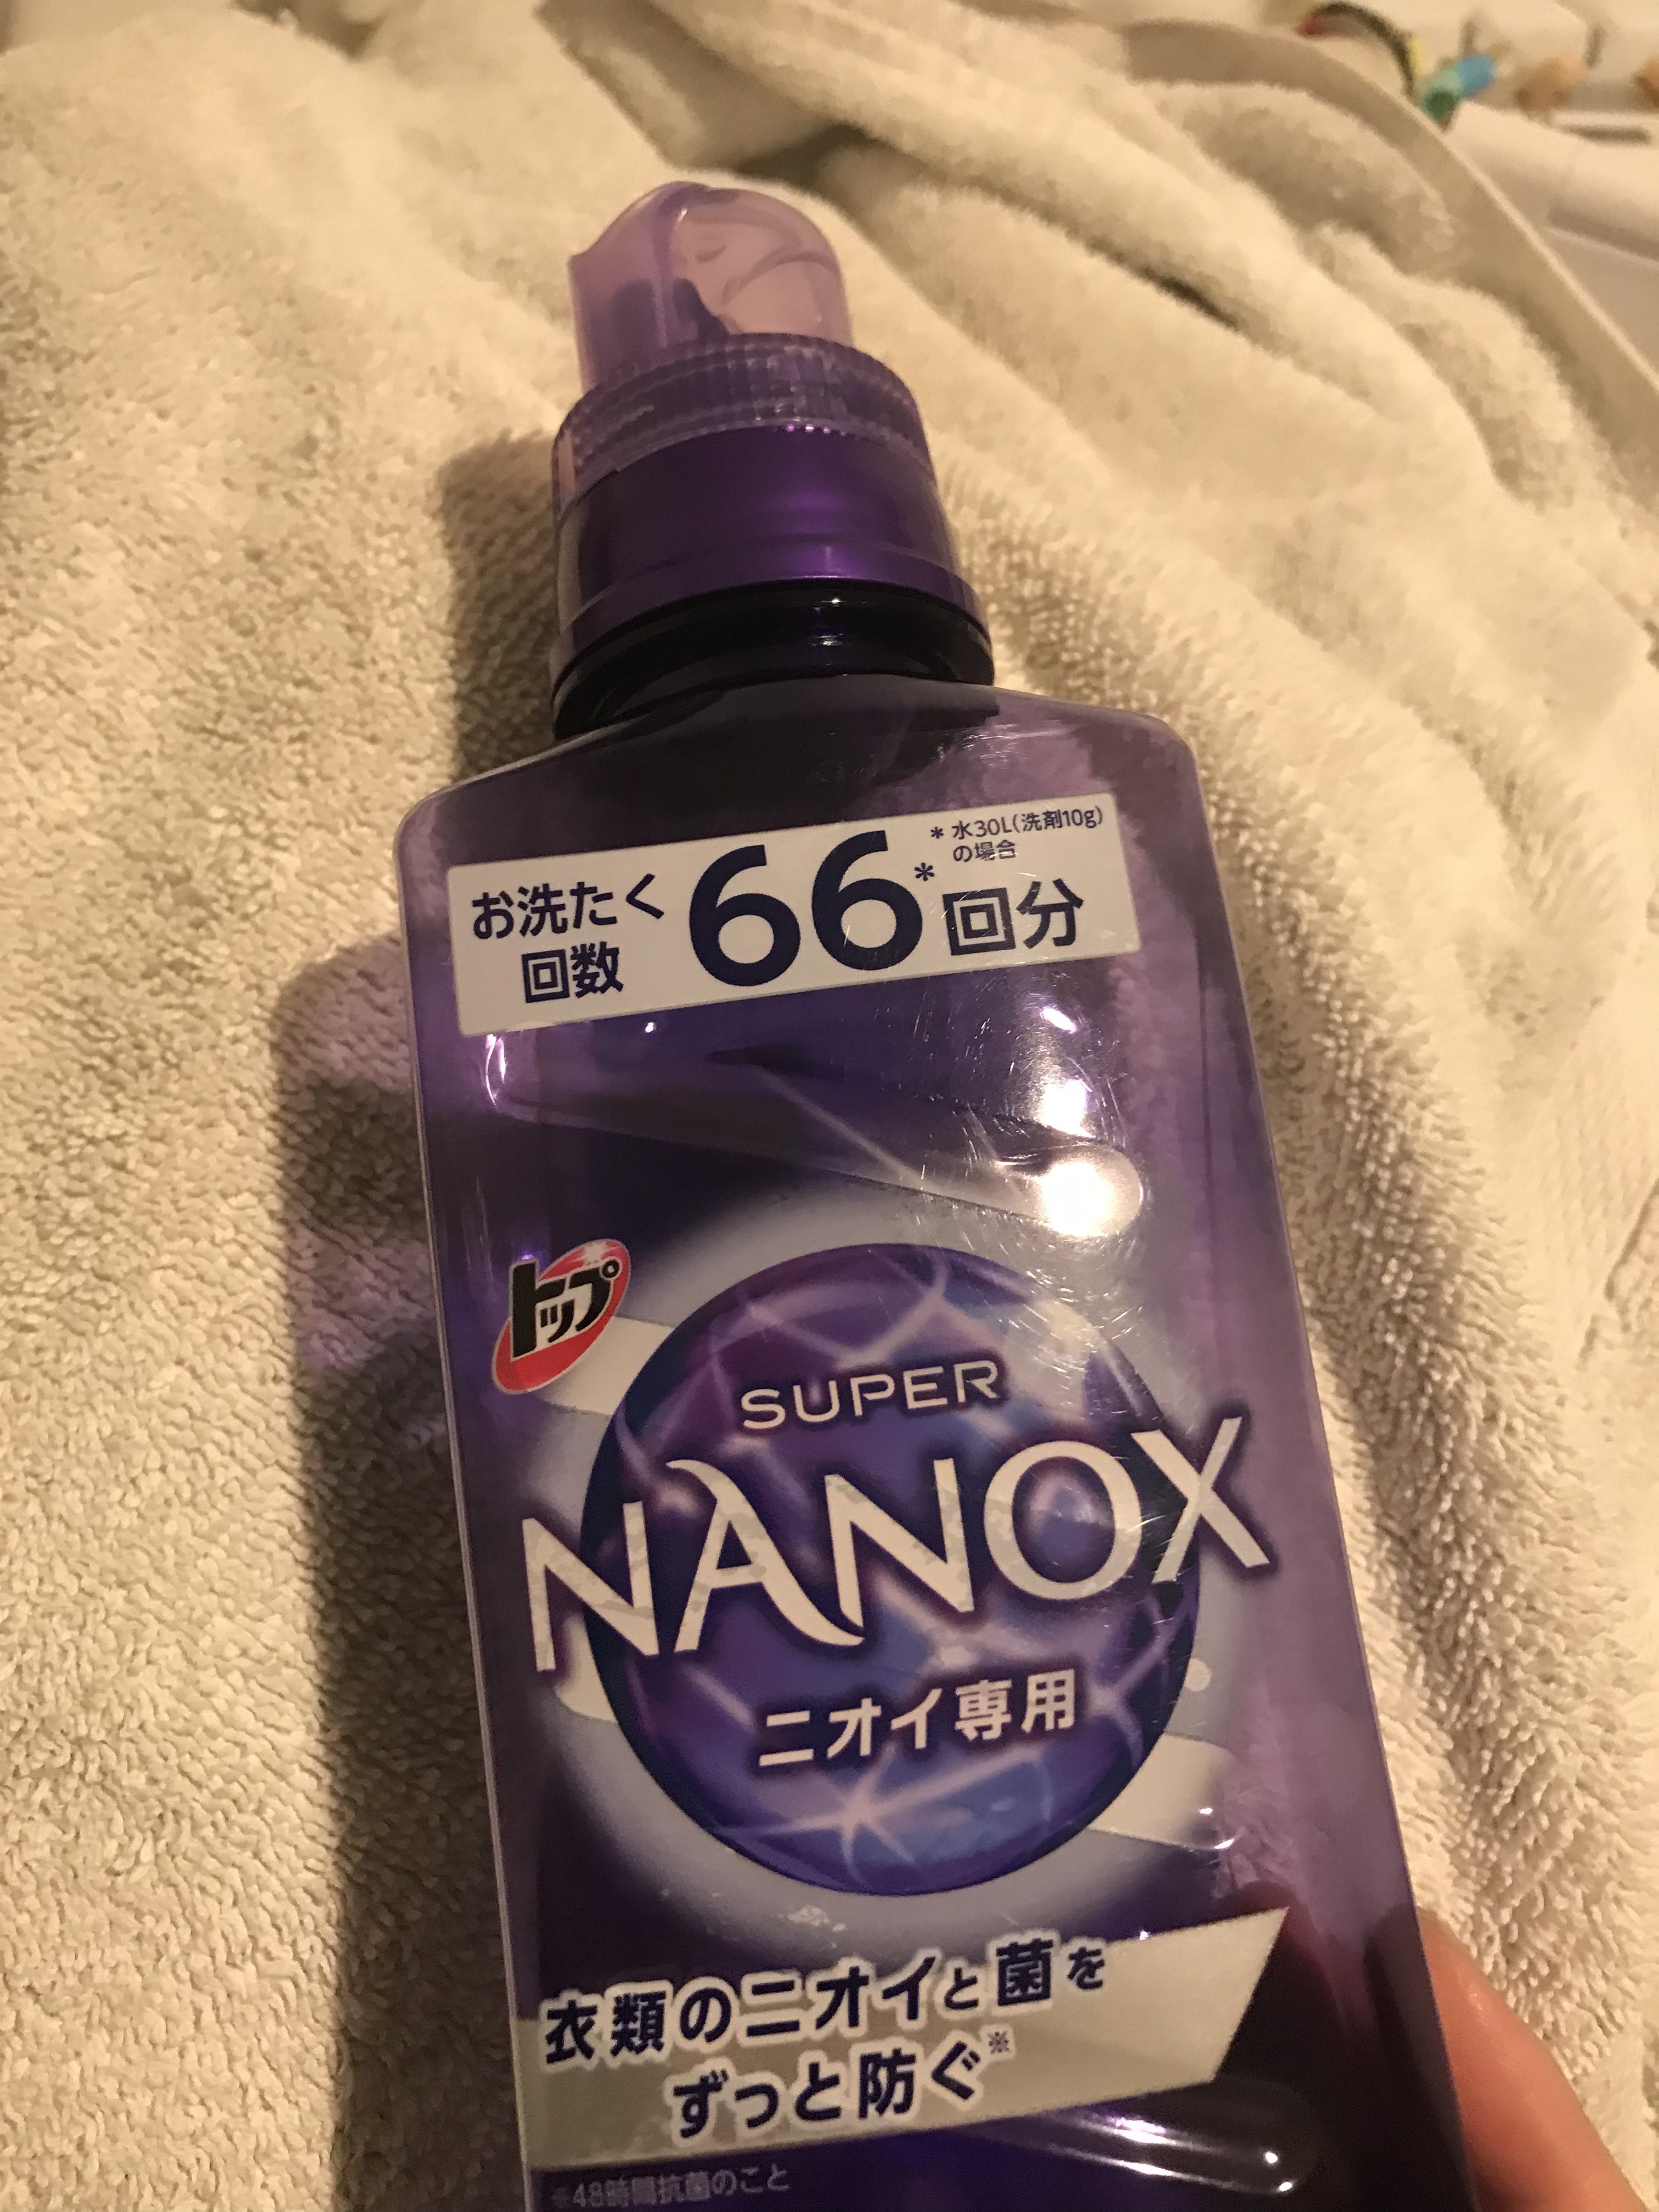 お洗たく
回数
66*回分
* 水30L(洗剤10g)
の場合
トップ
SUPER
NANOX
ニオイ専用
衣類のニオイと菌を
ずっと防ぐ※
※48時間抗菌のこと